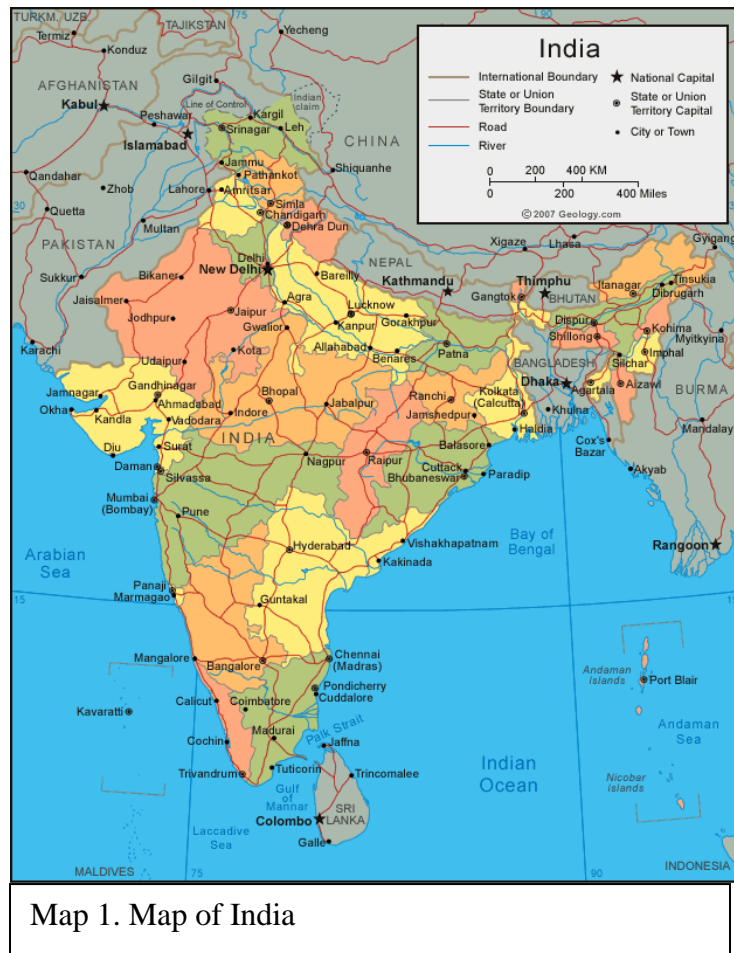 TURKM.
UZB.
TAJIKISTAN
75
Yecheng
Termiz
Konduz
Gilgit
AFGHANISTAN
Line of Control
Indian
claim
Kabul
Peshawar
Kargil
Srinagar
Leh
Islamabad
CHINA
Jammu
Shiquanhe
Pathankot
Qandahar
Zhob
Lahore
Amritsar
Simla
30
Quetta
Chandigarh
Multan
Dehra Dun
PAKISTAN
Xigaze
Lhasa
Gyigang
30
Delhi
New Delhi
NEPAL
Sukkur
Bikaner
Bareilly
Kathmandu
Thimphu
Tinsukia
Itanagar
Dibrugarh
Jaisalmer
Agra
Lucknow
Gangtok
BHUTAN
Jodhpur
Jaipur
Gwalior
Kanpur
Gorakhpur
Dispur
Kohima
Karachi
Kota
Allahabad
Benares
Patna
Shillong
Myitkyina
Imphal
Udaipur
Silchar
BANGLADESH
Gandhinagar
Bhopal
Ranchi
Kolkata
(Calcutta)
Dhaka
Agartala
Aizawl
BURMA
Jamnagar
Ahmadabad
Jabalpur
Okha
Kandla
Vadodara
Indore
Jamshedpur
Khulna
Mandalay
INDIA
Haldia
Diu
Surat
Balasore
Cox's
Bazar
Daman
Nagpur
Raipur
Cuttack
Akyab
Silvassa
Bhubaneswar
Paradip
Mumbai
(Bombay)
Pune
Arabian
Sea
Hyderabad
Vishakhapatnam
Bay of
Bengal
Rangoon
Kakinada
Panaji
Marmagao
15
Guntakal
15
Mangalore
Bangalore
Chennai
(Madras)
Andaman
Islands
Port Blair
Pondicherry
Cuddalore
Kavaratti
Calicut
Coimbatore
Andaman
Sea
Palk Strait
Cochin
Madurai
Jaffna
Indian
Ocean
Trivandrum
Tuticorin
Trincomalee
Nicobar
Islands
Gulf
of
Mannar
Colombo
SRI
LANKA
Laccadive
Sea
Galle
MALDIVES
75
90
INDONESIA
India
International Boundary
State or Union
Territory Boundary
Road
River
National Capital
State or Union
Territory Capital
City or Town
0 200 400 KM
0 200 400 Miles
© 2007 Geology.com
Map 1. Map of India